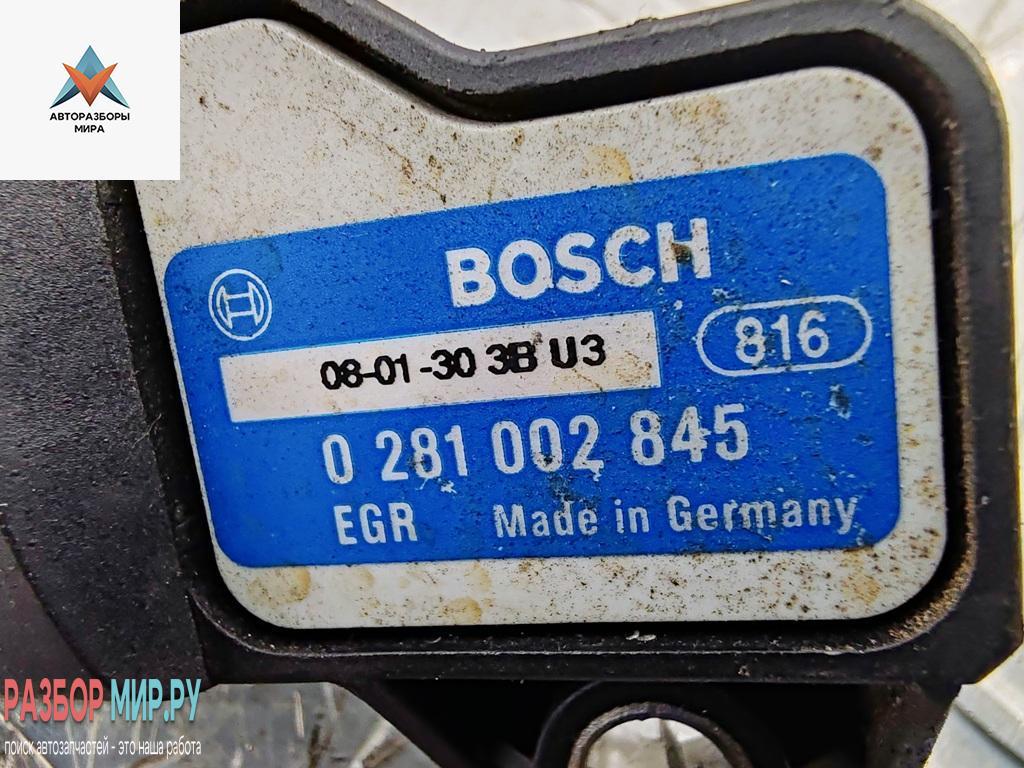 АВТОРАЗБОРЫ
МИРА
BOSCH
08-01-30 3B U3
816
0 281 002 845
EGR Made in Germany
РАЗБОР МИР.РУ
поиск автозапчастей - это наша работа